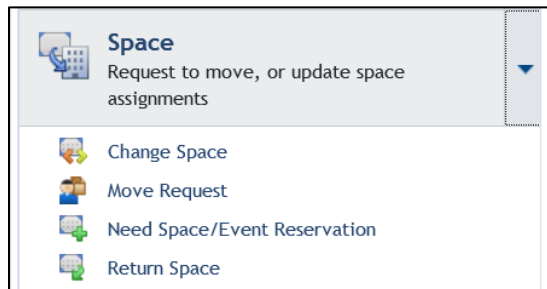 Space
Request to move, or update space
assignments
Change Space
Move Request
Need Space/Event Reservation
Return Space